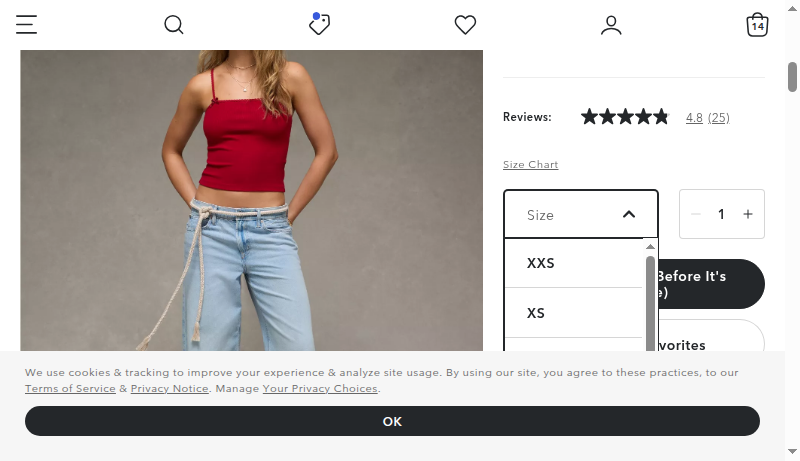 14
Reviews:
4.8 (25)
Size Chart
Size
1
XXS
XS
Before It's
e)
vorites
We use cookies & tracking to improve your experience & analyze site usage. By using our site, you agree to these practices, to our
Terms of Service & Privacy Notice. Manage Your Privacy Choices.
OK